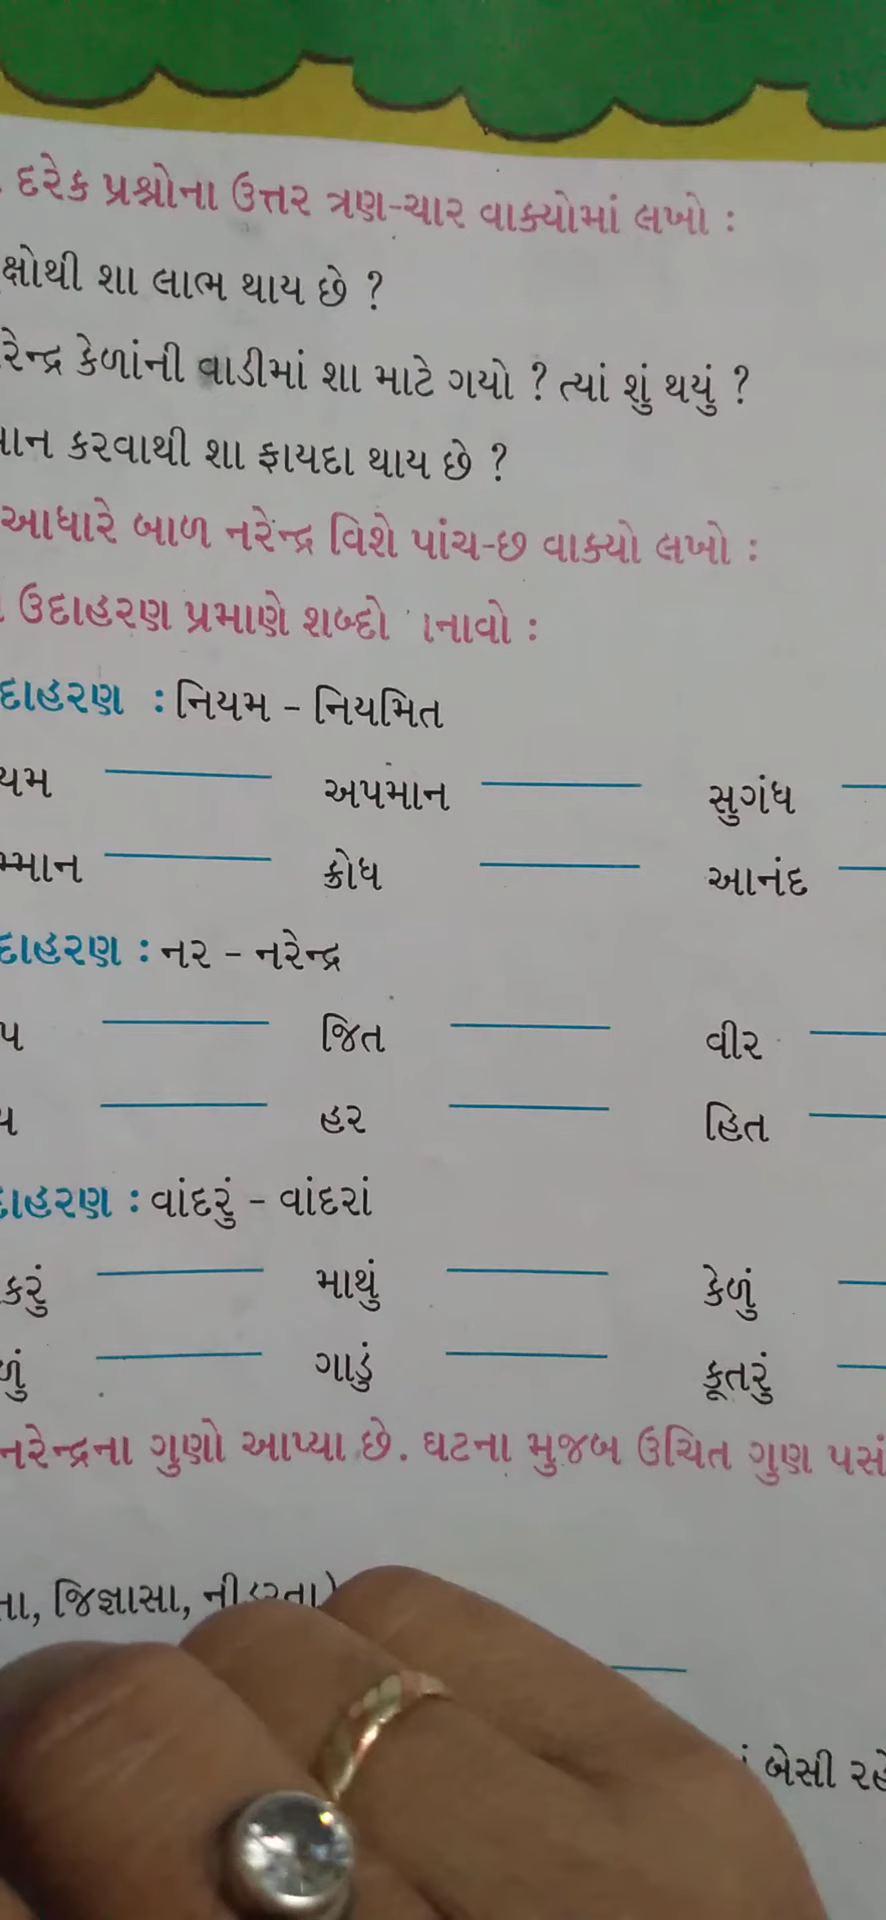 દરેક પ્રશ્નોના ઉત્તર ત્રણ-ચાર વાક્યોમાં લખો :
ક્ષોથી શા લાભ થાય છે ?
રેન્દ્ર કેળાંની વાડીમાં શા માટે ગયો ? ત્યાં શું થયું ?
ાન કરવાથી શા ફાયદા થાય છે ?
આધારે બાળ નરેન્દ્ર વિશે પાંચ-છ વાક્યો લખો :
ઉદાહરણ પ્રમાણે શબ્દો ાનાવો :
દાહરણ : નિયમ - નિયમિત
યમ અપમાન સુગંધ
મ્માન ક્રોધ આનંદ
દાહરણ : નર - નરેન્દ્ર
પ જિત વીર
ય હર હિત
દાહરણ : વાંદરું - વાંદરાં
કરું માથું કેળું
ળું ગાડું કૂતરું
નરેન્દ્રના ગુણો આપ્યા છે. ઘટના મુજબ ઉચિત ગુણ પસં
તા, જિજ્ઞાસા, નીડરતા)
બેસી રહે